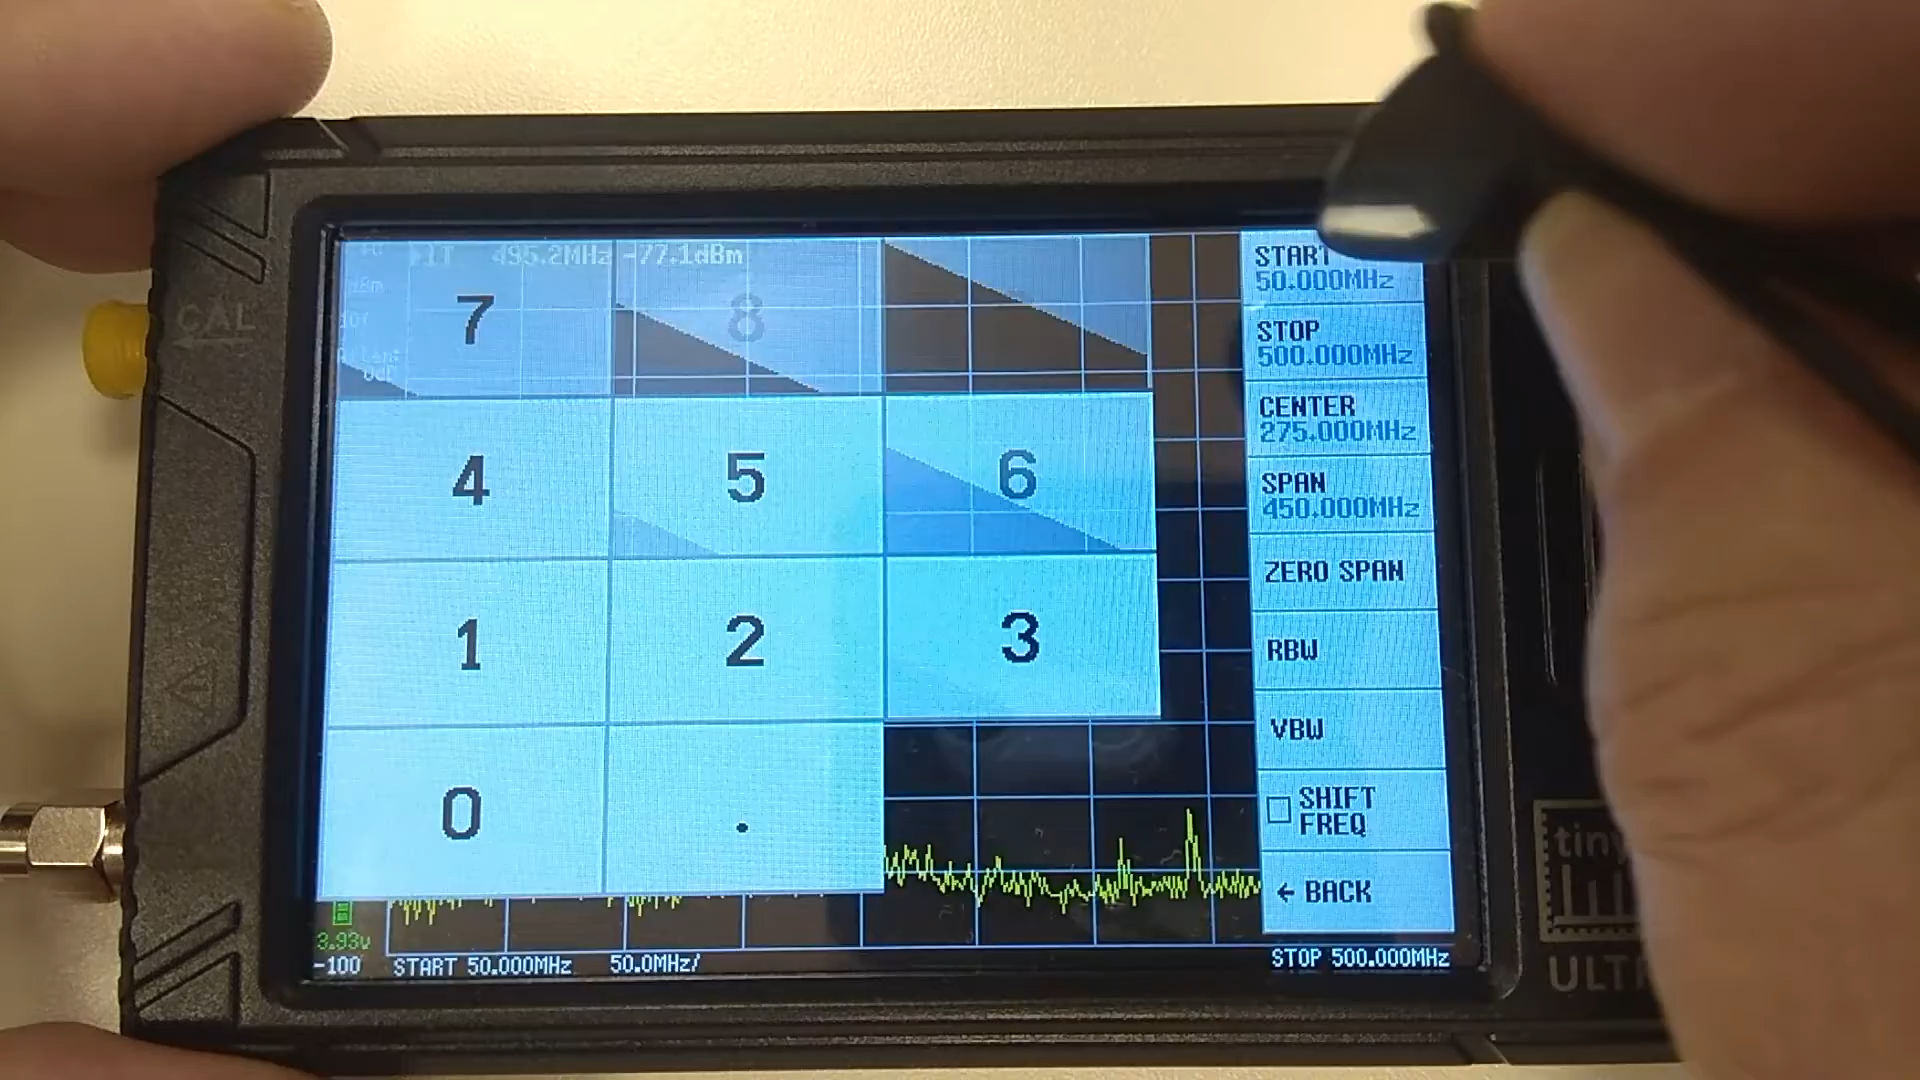 CAL
1T 495.2MHz -77.1dBm
7
8
4
5
6
1
2
3
0
.
START
50.000MHz
STOP
500.000MHz
CENTER
275.000MHz
SPAN
450.000MHz
ZERO SPAN
RBW
VBW
SHIFT
FREQ
← BACK
3.93v
-100
START 50.000MHz 50.0MHz/
STOP 500.000MHz
tiny